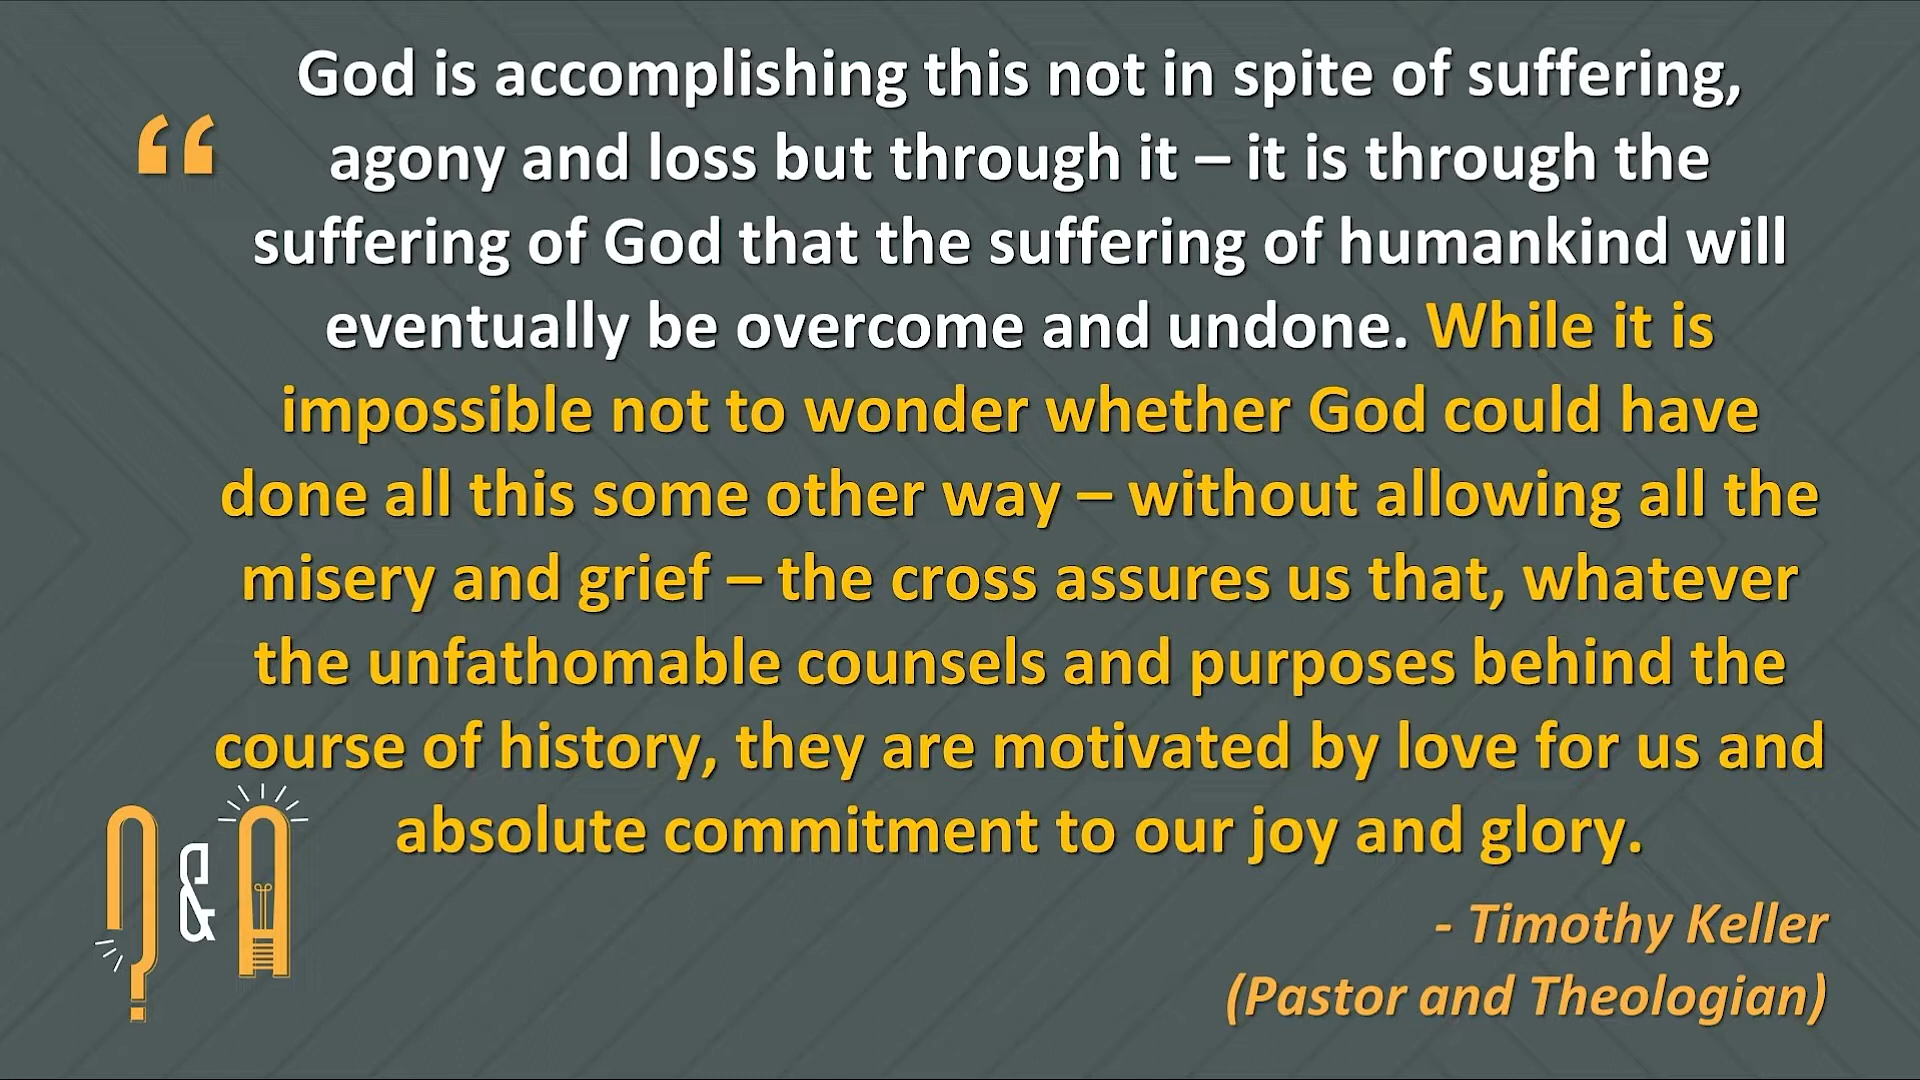 “
God is accomplishing this not in spite of suffering,
agony and loss but through it – it is through the
suffering of God that the suffering of humankind will
eventually be overcome and undone. While it is
impossible not to wonder whether God could have
done all this some other way – without allowing all the
misery and grief – the cross assures us that, whatever
the unfathomable counsels and purposes behind the
course of history, they are motivated by love for us and
absolute commitment to our joy and glory.
- Timothy Keller
(Pastor and Theologian)
? & A